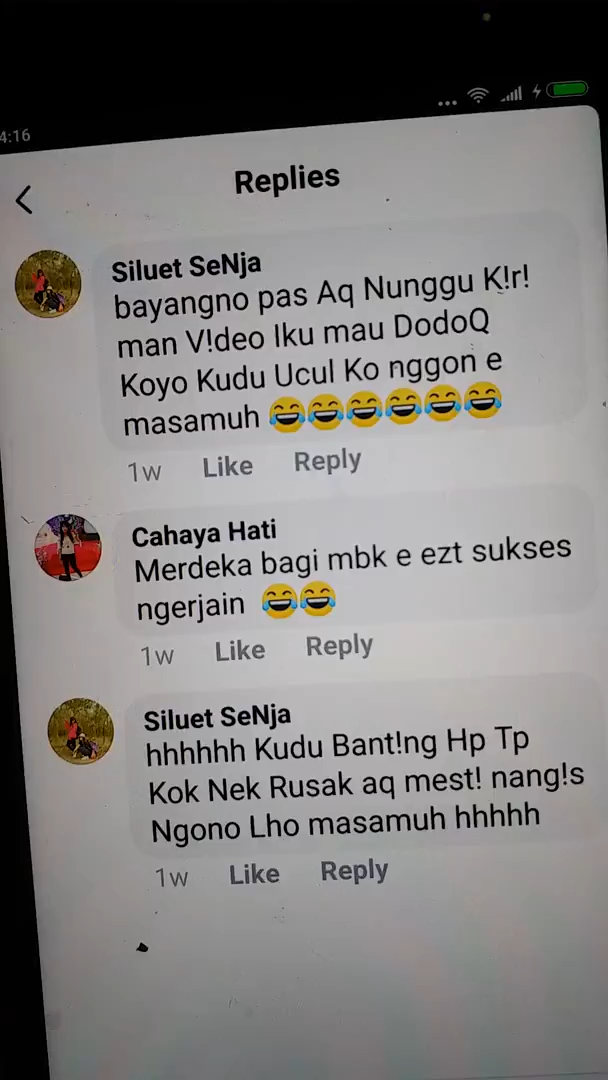 4:16
Replies
Siluet SeNja
bayangno pas Aq Nunggu K!r!
man V!deo Iku mau DodoQ
Koyo Kudu Ucul Ko nggon e
masamuh 😂😂😂😂😂😂
1w Like Reply
Cahaya Hati
Merdeka bagi mbk e ezt sukses
ngerjain 😂😂
1w Like Reply
Siluet SeNja
hhhhhh Kudu Bant!ng Hp Tp
Kok Nek Rusak aq mest! nang!s
Ngono Lho masamuh hhhhh
1w Like Reply